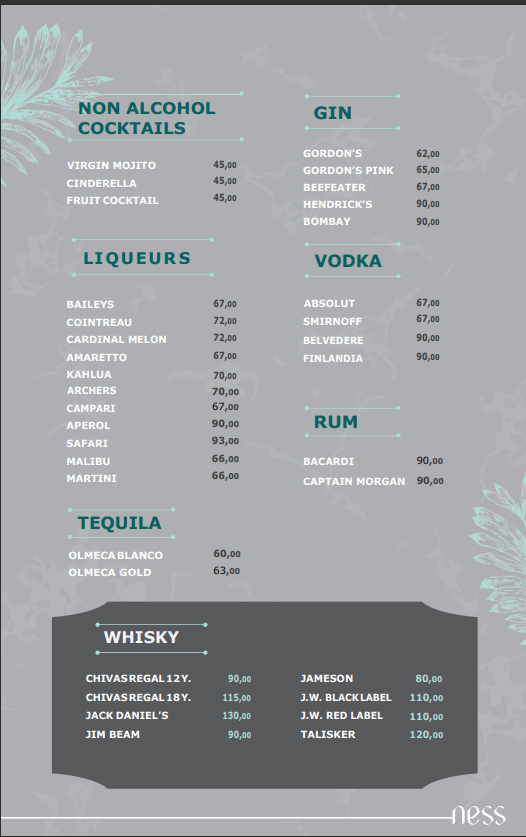 NON ALCOHOL
COCKTAILS
VIRGIN MOJITO 45,00
CINDERELLA 45,00
FRUIT COCKTAIL 45,00
LIQUEURS
BAILEYS 67,00
COINTREAU 72,00
CARDINAL MELON 72,00
AMARETTO 67,00
KAHLUA 70,00
ARCHERS 70,00
CAMPARI 67,00
APEROL 90,00
SAFARI 93,00
MALIBU 66,00
MARTINI 66,00
TEQUILA
OLMECA BLANCO 60,00
OLMECA GOLD 63,00
GIN
GORDON'S 62,00
GORDON'S PINK 65,00
BEEFEATER 67,00
HENDRICK'S 90,00
BOMBAY 90,00
VODKA
ABSOLUT 67,00
SMIRNOFF 67,00
BELVEDERE 90,00
FINLANDIA 90,00
RUM
BACARDI 90,00
CAPTAIN MORGAN 90,00
WHISKY
CHIVAS REGAL 12 Y. 90,00
CHIVAS REGAL 18 Y. 115,00
JACK DANIEL'S 130,00
JIM BEAM 90,00
JAMESON 80,00
J.W. BLACK LABEL 110,00
J.W. RED LABEL 110,00
TALISKER 120,00
ness